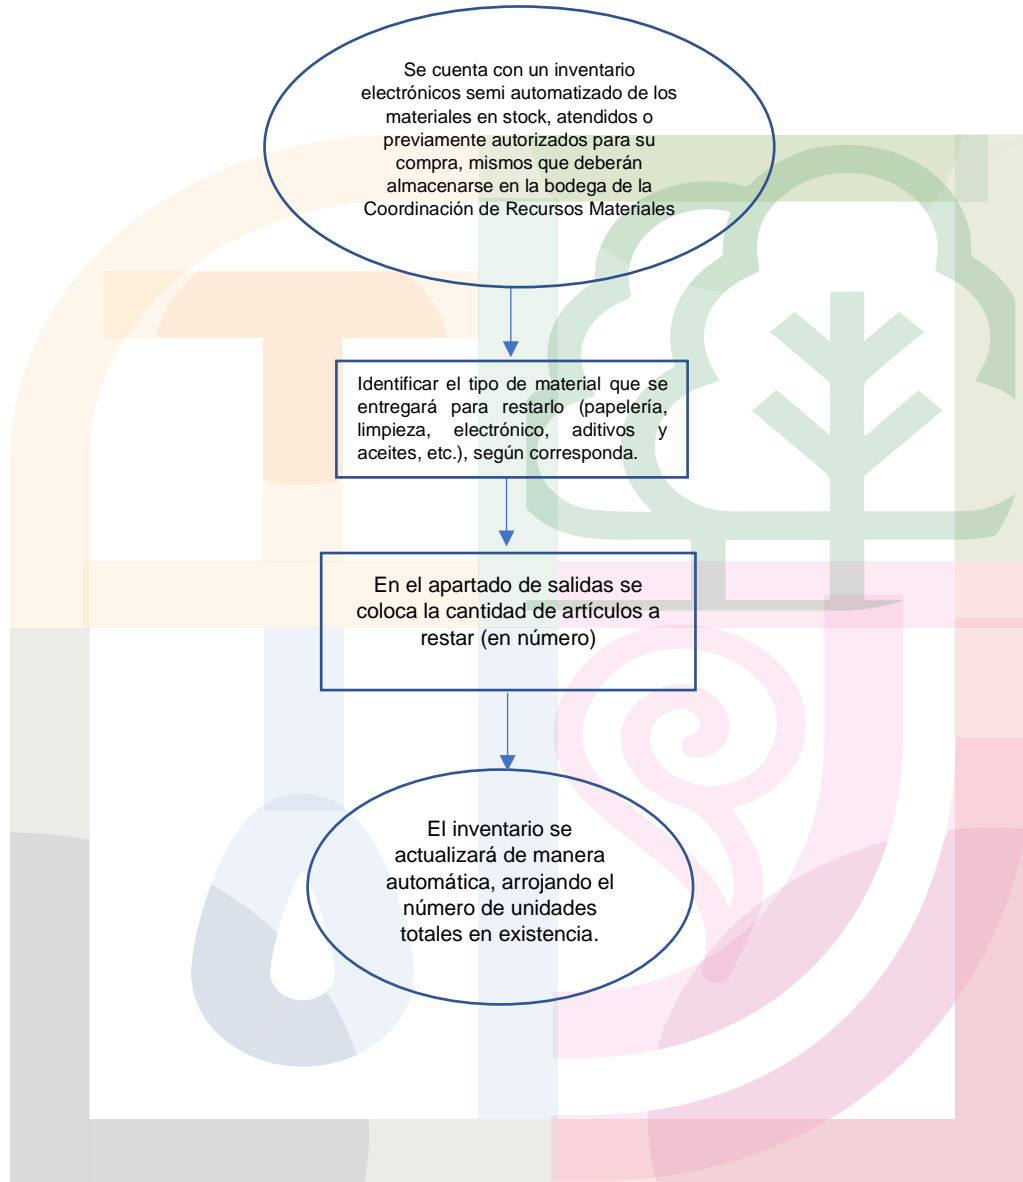 Se cuenta con un inventario
electrónicos semi automatizado de los
materiales en stock, atendidos o
previamente autorizados para su
compra, mismos que deberán
almacenarse en la bodega de la
Coordinación de Recursos Materiales
Identificar el tipo de material que se
entregará para restarlo (papelería,
limpieza, electrónico, aditivos y
aceites, etc.), según corresponda.
En el apartado de salidas se
coloca la cantidad de artículos a
restar (en número)
El inventario se
actualizará de manera
automática, arrojando el
número de unidades
totales en existencia.